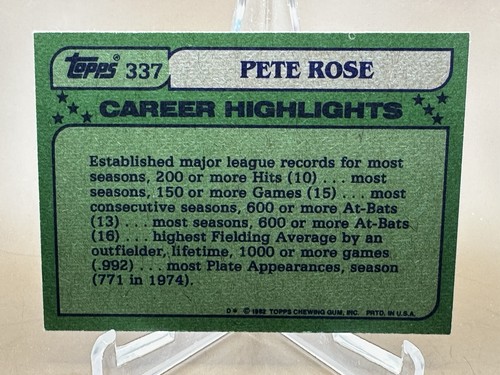 topps® 337 PETE ROSE
CAREER HIGHLIGHTS
Established major league records for most
seasons, 200 or more Hits (10) . . . most
seasons, 150 or more Games (15) . . . most
consecutive seasons, 600 or more At-Bats
(13) . . . most seasons, 600 or more At-Bats
(16) . . . highest Fielding Average by an
outfielder, lifetime, 1000 or more games
(.992) . . . most Plate Appearances, season
(771 in 1974).
D* © 1982 TOPPS CHEWING GUM, INC. PRTD. IN U.S.A.